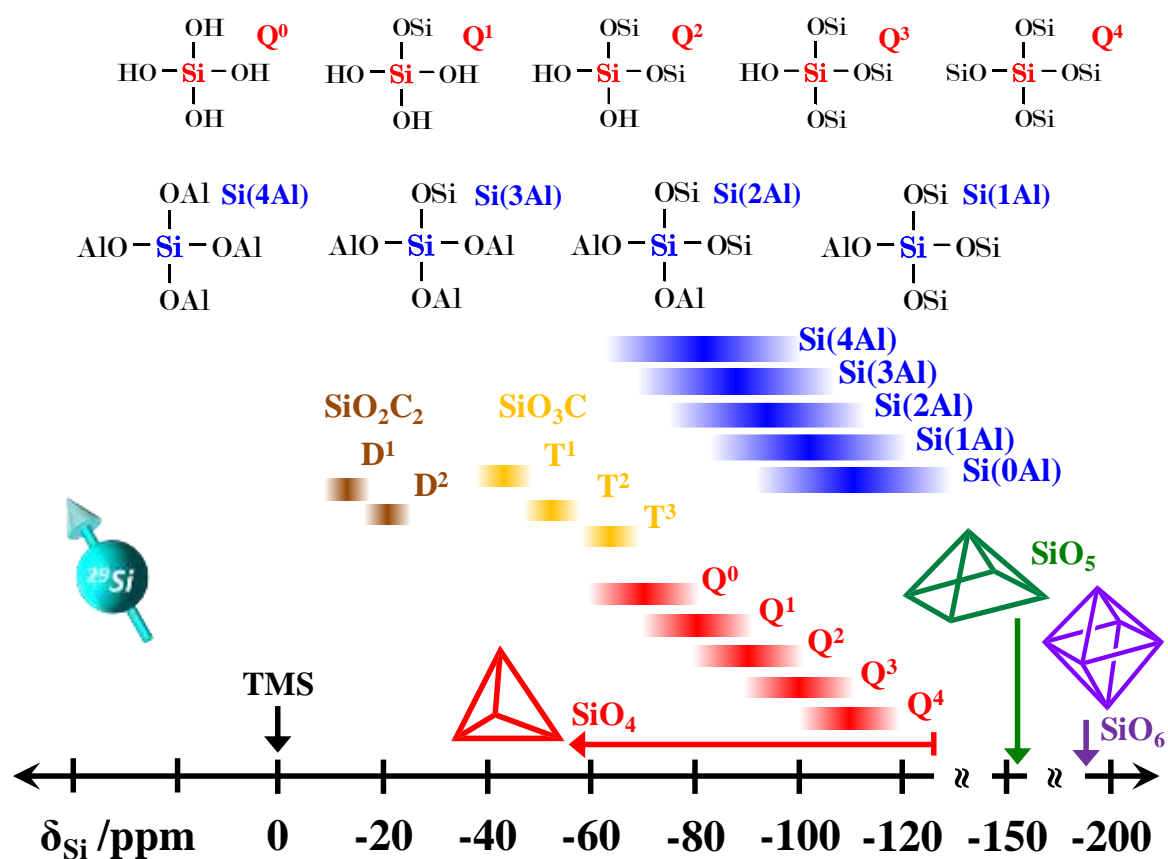 OH Q⁰ OSi Q¹ OSi Q² OSi Q³ OSi Q⁴
HO Si OH HO Si OH HO Si OSi HO Si OSi SiO Si OSi
OH OH OH OSi OSi
OAl Si(4Al) OSi Si(3Al) OSi Si(2Al) OSi Si(1Al)
AlO Si OAl AlO Si OAl AlO Si OSi AlO Si OSi
OAl OAl OAl OSi
Si(4Al)
Si(3Al)
SiO₂C₂ SiO₃C Si(2Al)
D¹ T¹ Si(1Al)
D² T² Si(0Al)
T³
²⁹Si
SiO₅
Q⁰
Q¹
Q²
Q³
TMS
Q⁴
SiO₄
SiO₆
≈ ≈
δSi /ppm 0 -20 -40 -60 -80 -100 -120 -150 -200